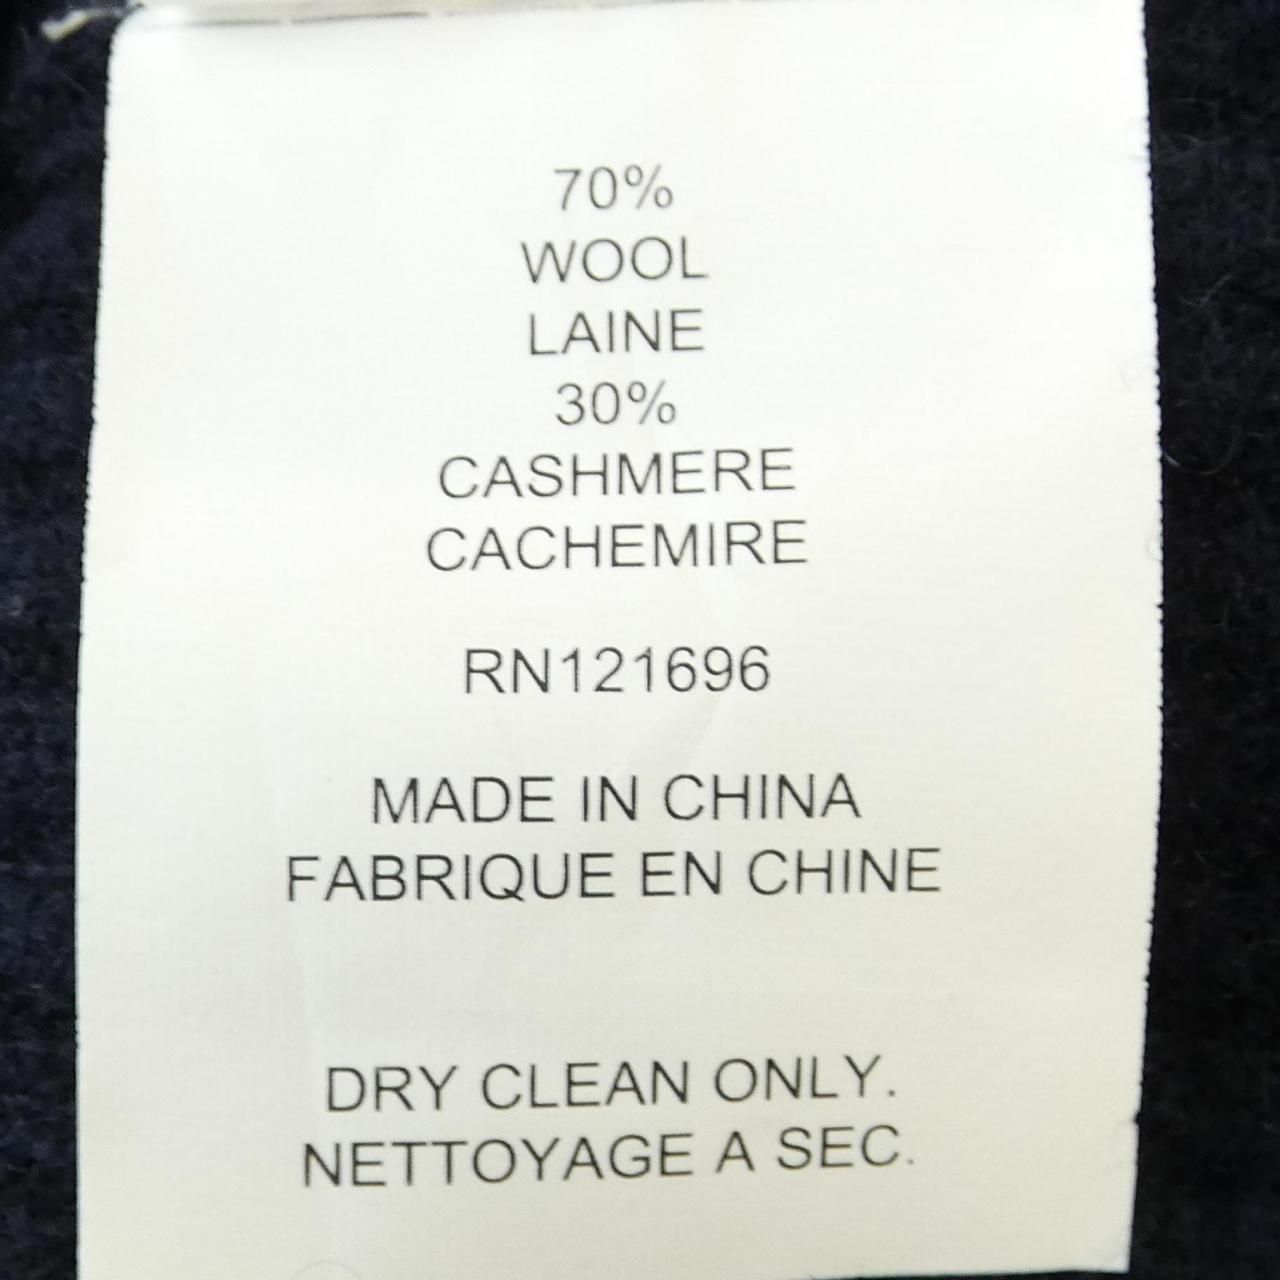 70%
WOOL
LAINE
30%
CASHMERE
CACHEMIRE
RN121696
MADE IN CHINA
FABRIQUE EN CHINE
DRY CLEAN ONLY.
NETTOYAGE A SEC.